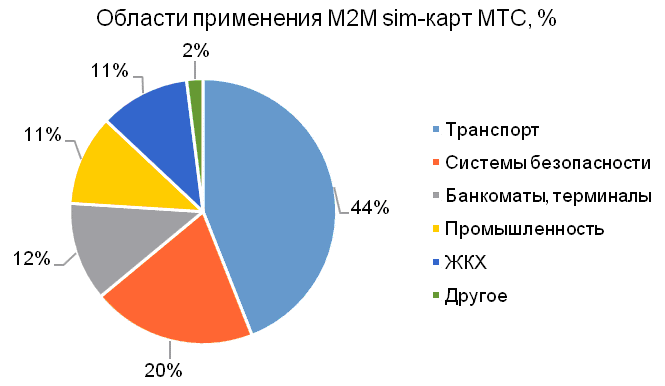 Области применения M2M sim-карт МТС, %
2%
11%
11%
12%
20%
44%
Транспорт
Системы безопасности
Банкоматы, терминалы
Промышленность
ЖКХ
Другое